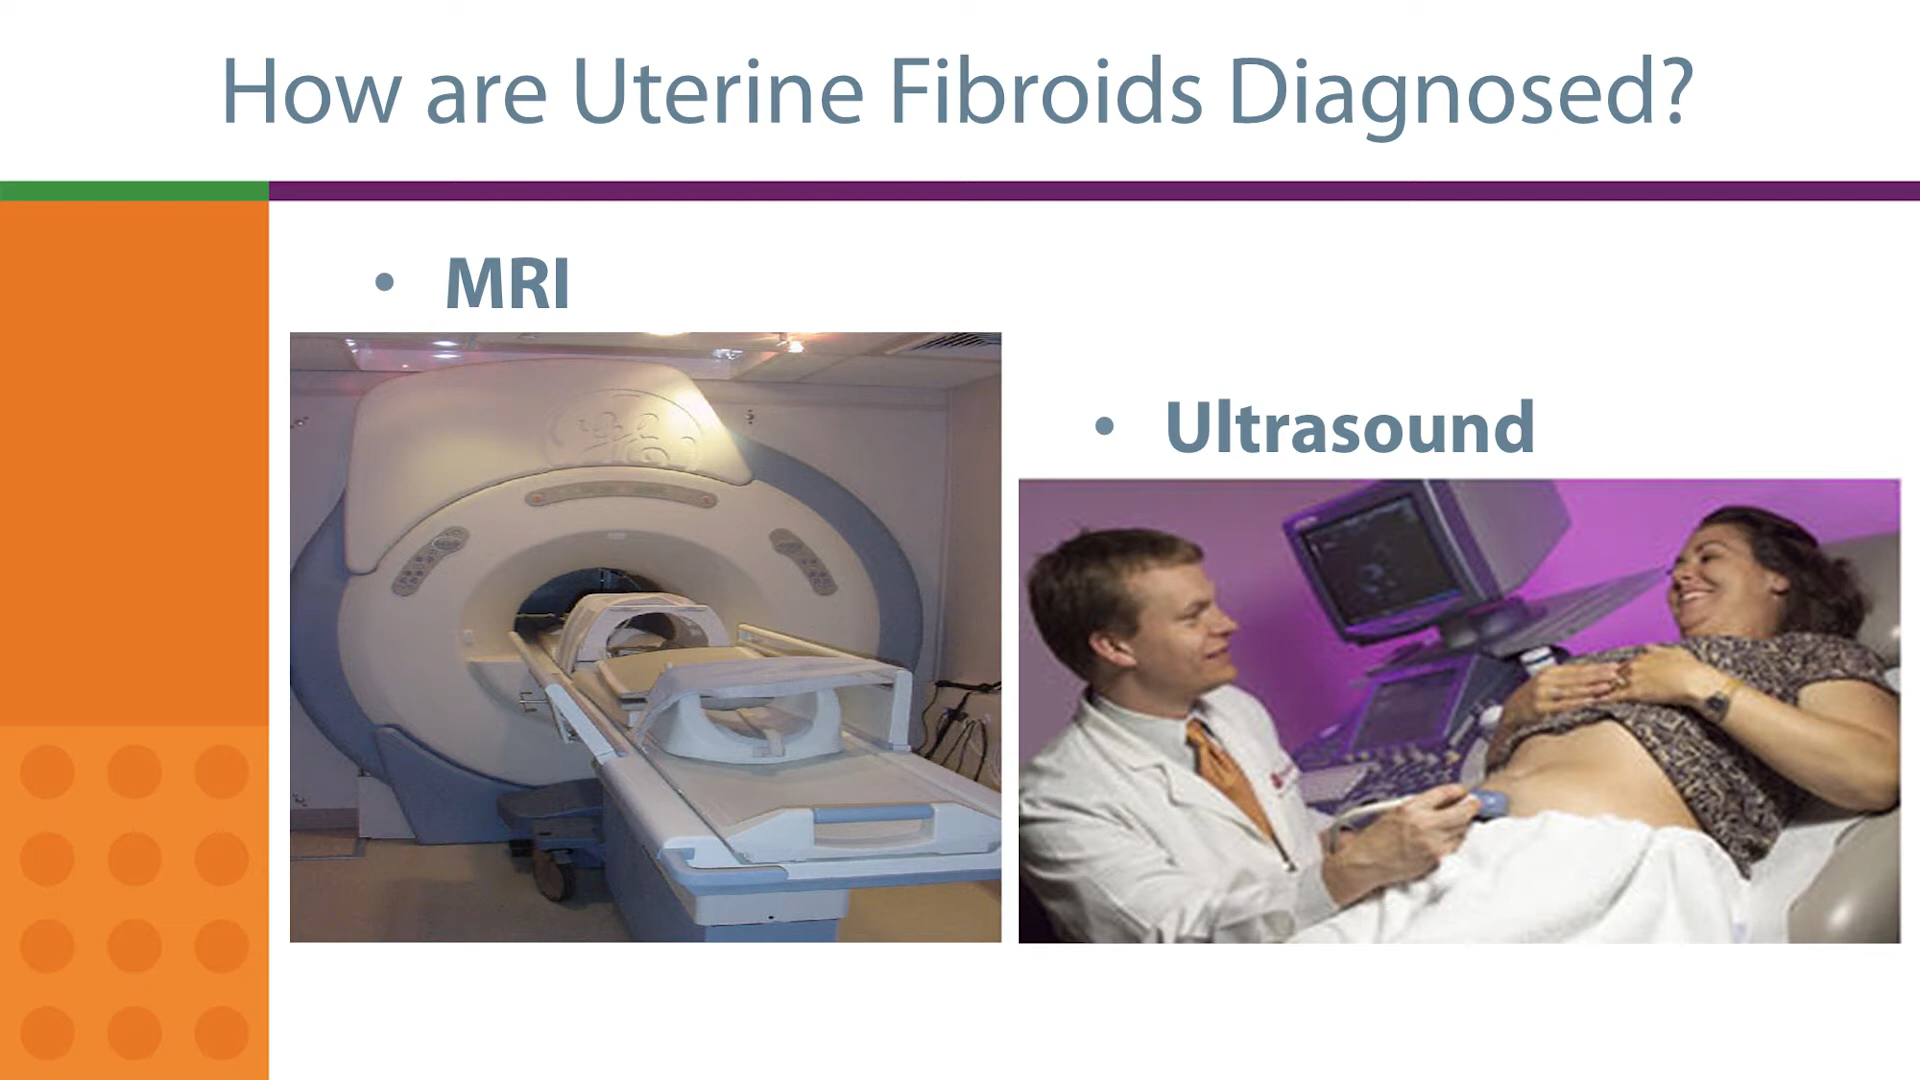 How are Uterine Fibroids Diagnosed?
• MRI
• Ultrasound